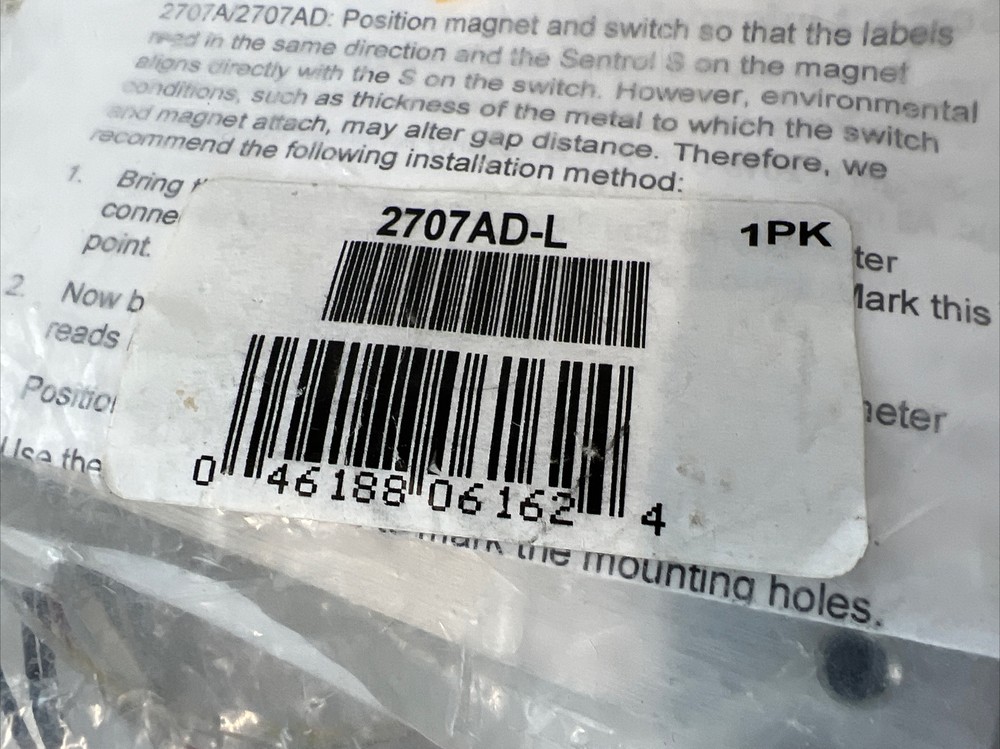 2707A/2707AD: Position magnet and switch so that the labels
read in the same direction and the Sentrol S on the magnet
aligns directly with the S on the switch. However, environmental
conditions, such as thickness of the metal to which the switch
and magnet attach, may alter gap distance. Therefore, we
recommend the following installation method:
1. Bring
conne
point.
ter
Mark this
2. Now b
reads
Position
neter
Use the
to mark the mounting holes.
2707AD-L 1PK
0 46188 06162 4